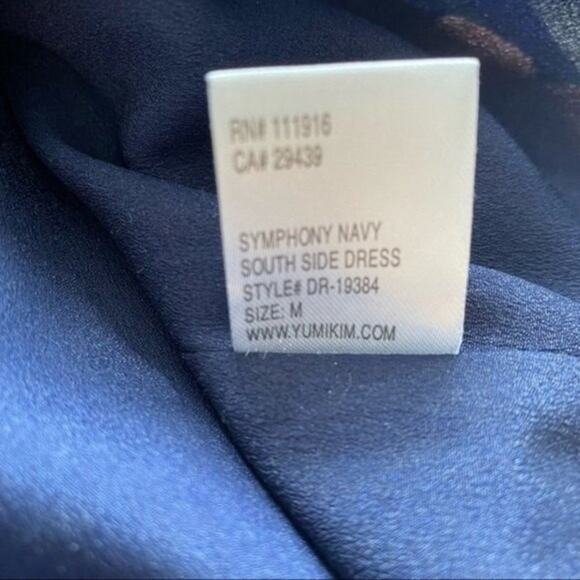 RN# 111916
CA# 29439
SYMPHONY NAVY
SOUTH SIDE DRESS
STYLE# DR-19384
SIZE: M
WWW.YUMIKIM.COM